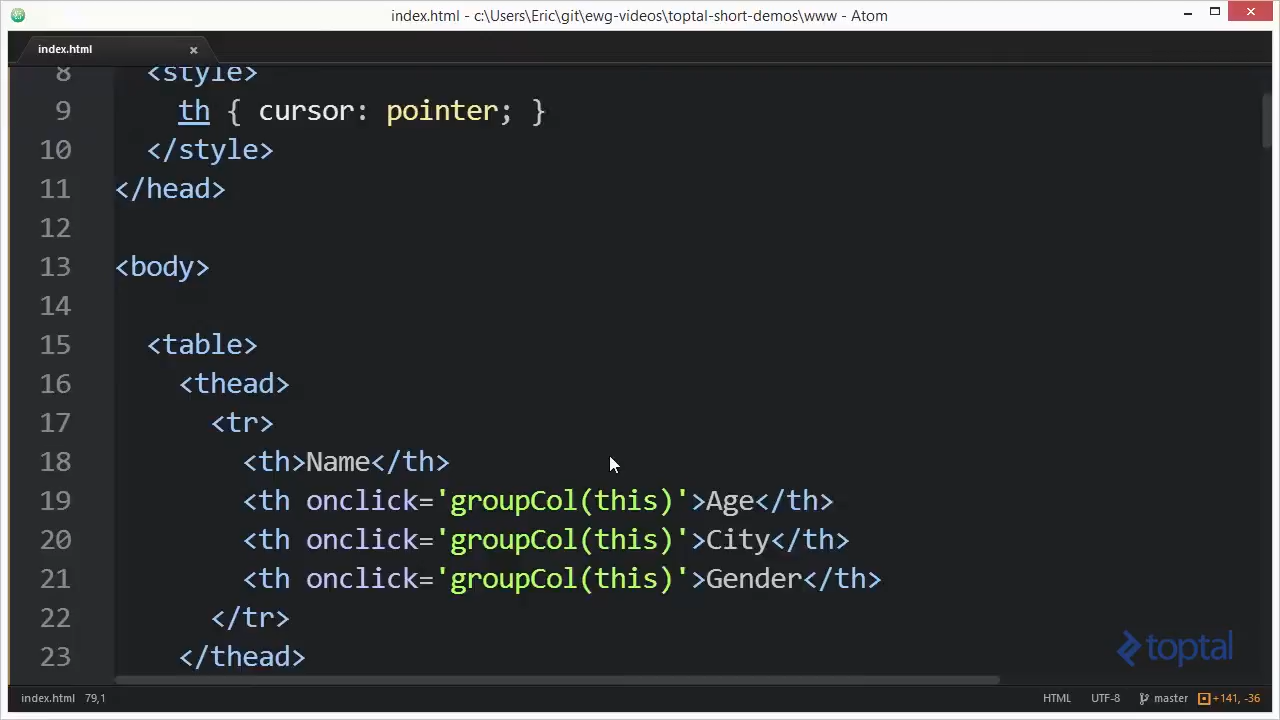 index.html - c:\Users\Eric\git\ewg-videos\toptal-short-demos\www - Atom
index.html
8 <style>
9 th { cursor: pointer; }
10 </style>
11 </head>
12
13 <body>
14
15 <table>
16 <thead>
17 <tr>
18 <th>Name</th>
19 <th onclick='groupCol(this)'>Age</th>
20 <th onclick='groupCol(this)'>City</th>
21 <th onclick='groupCol(this)'>Gender</th>
22 </tr>
23 </thead>
toptal
index.html 79,1 HTML UTF-8 master +141, -36